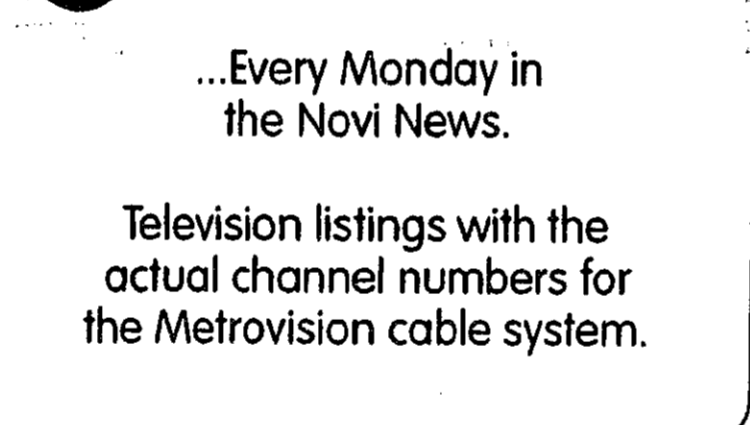 ...Every Monday in
the Novi News.
Television listings with the
actual channel numbers for
the Metrovision cable system.